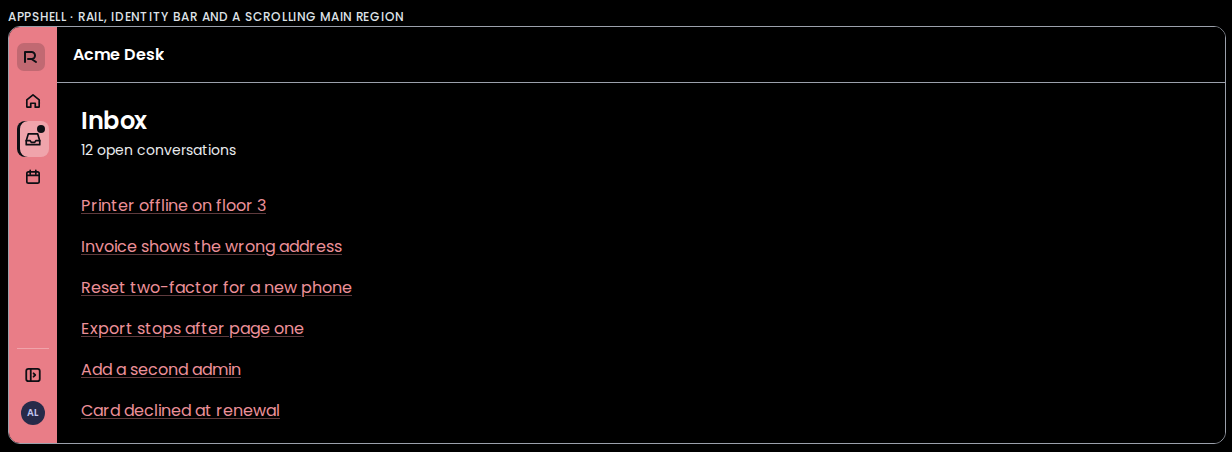 APPSHELL · RAIL, IDENTITY BAR AND A SCROLLING MAIN REGION
R
Acme Desk
Inbox
12 open conversations
Printer offline on floor 3
Invoice shows the wrong address
Reset two-factor for a new phone
Export stops after page one
Add a second admin
Card declined at renewal
AL